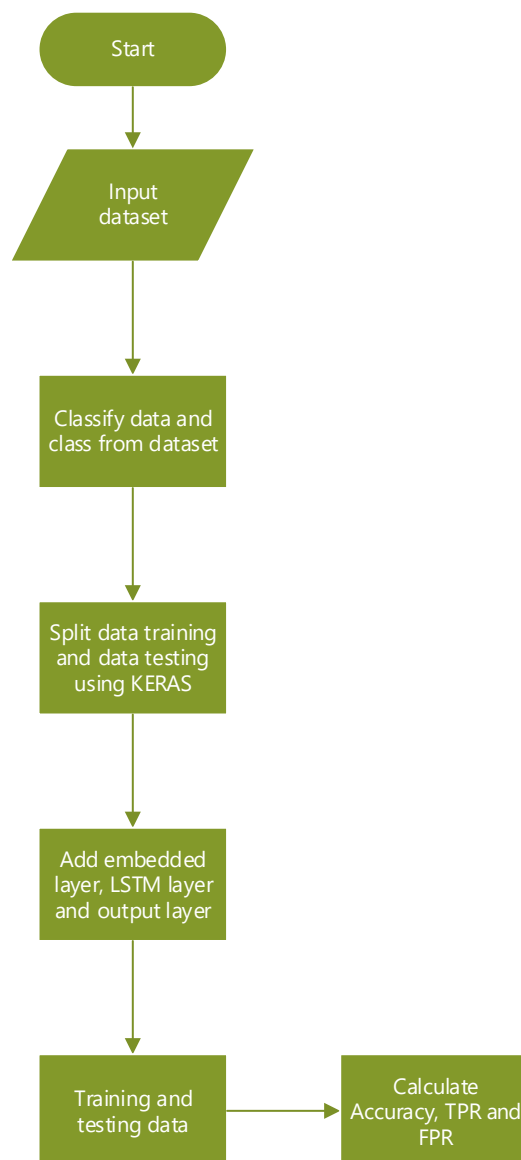 Start
Input
dataset
Classify data and
class from dataset
Split data training
and data testing
using KERAS
Add embedded
layer, LSTM layer
and output layer
Training and
testing data
Calculate
Accuracy, TPR and
FPR